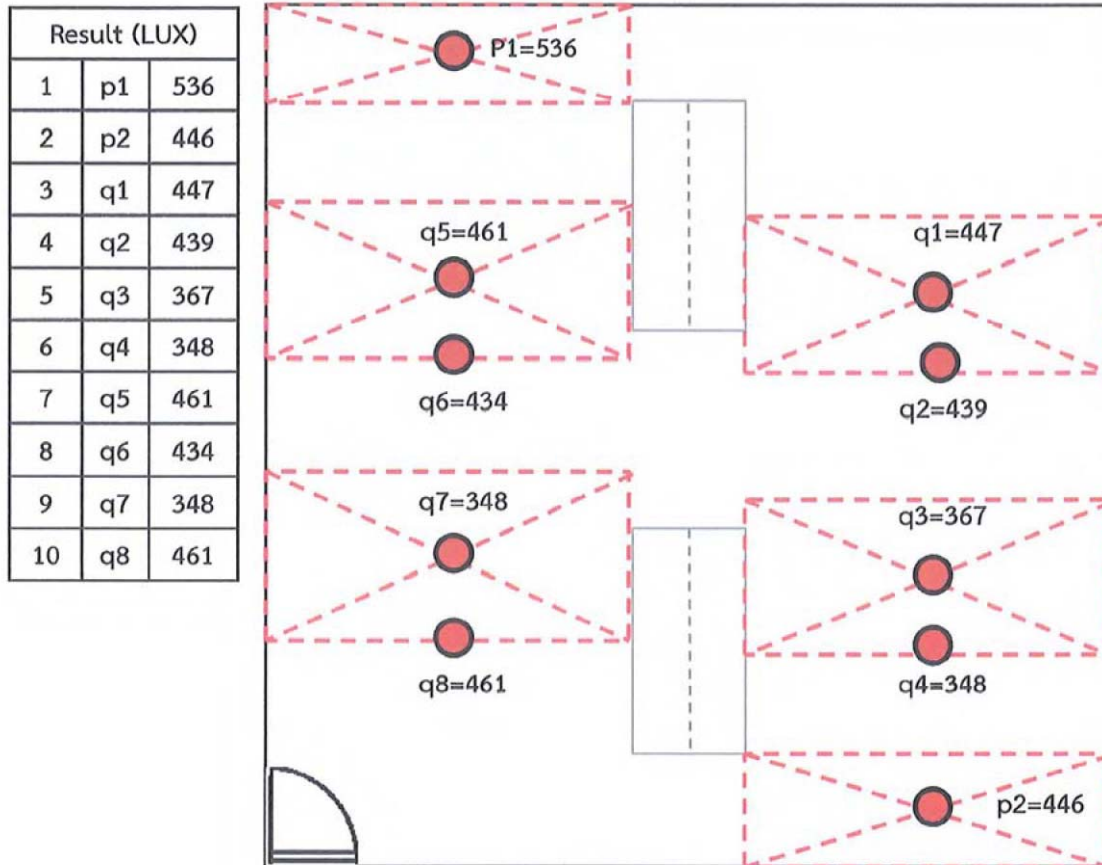 Result (LUX)
1 p1 536
2 p2 446
3 q1 447
4 q2 439
5 q3 367
6 q4 348
7 q5 461
8 q6 434
9 q7 348
10 q8 461
P1=536
q5=461
q1=447
q6=434
q2=439
q7=348
q3=367
q8=461
q4=348
p2=446